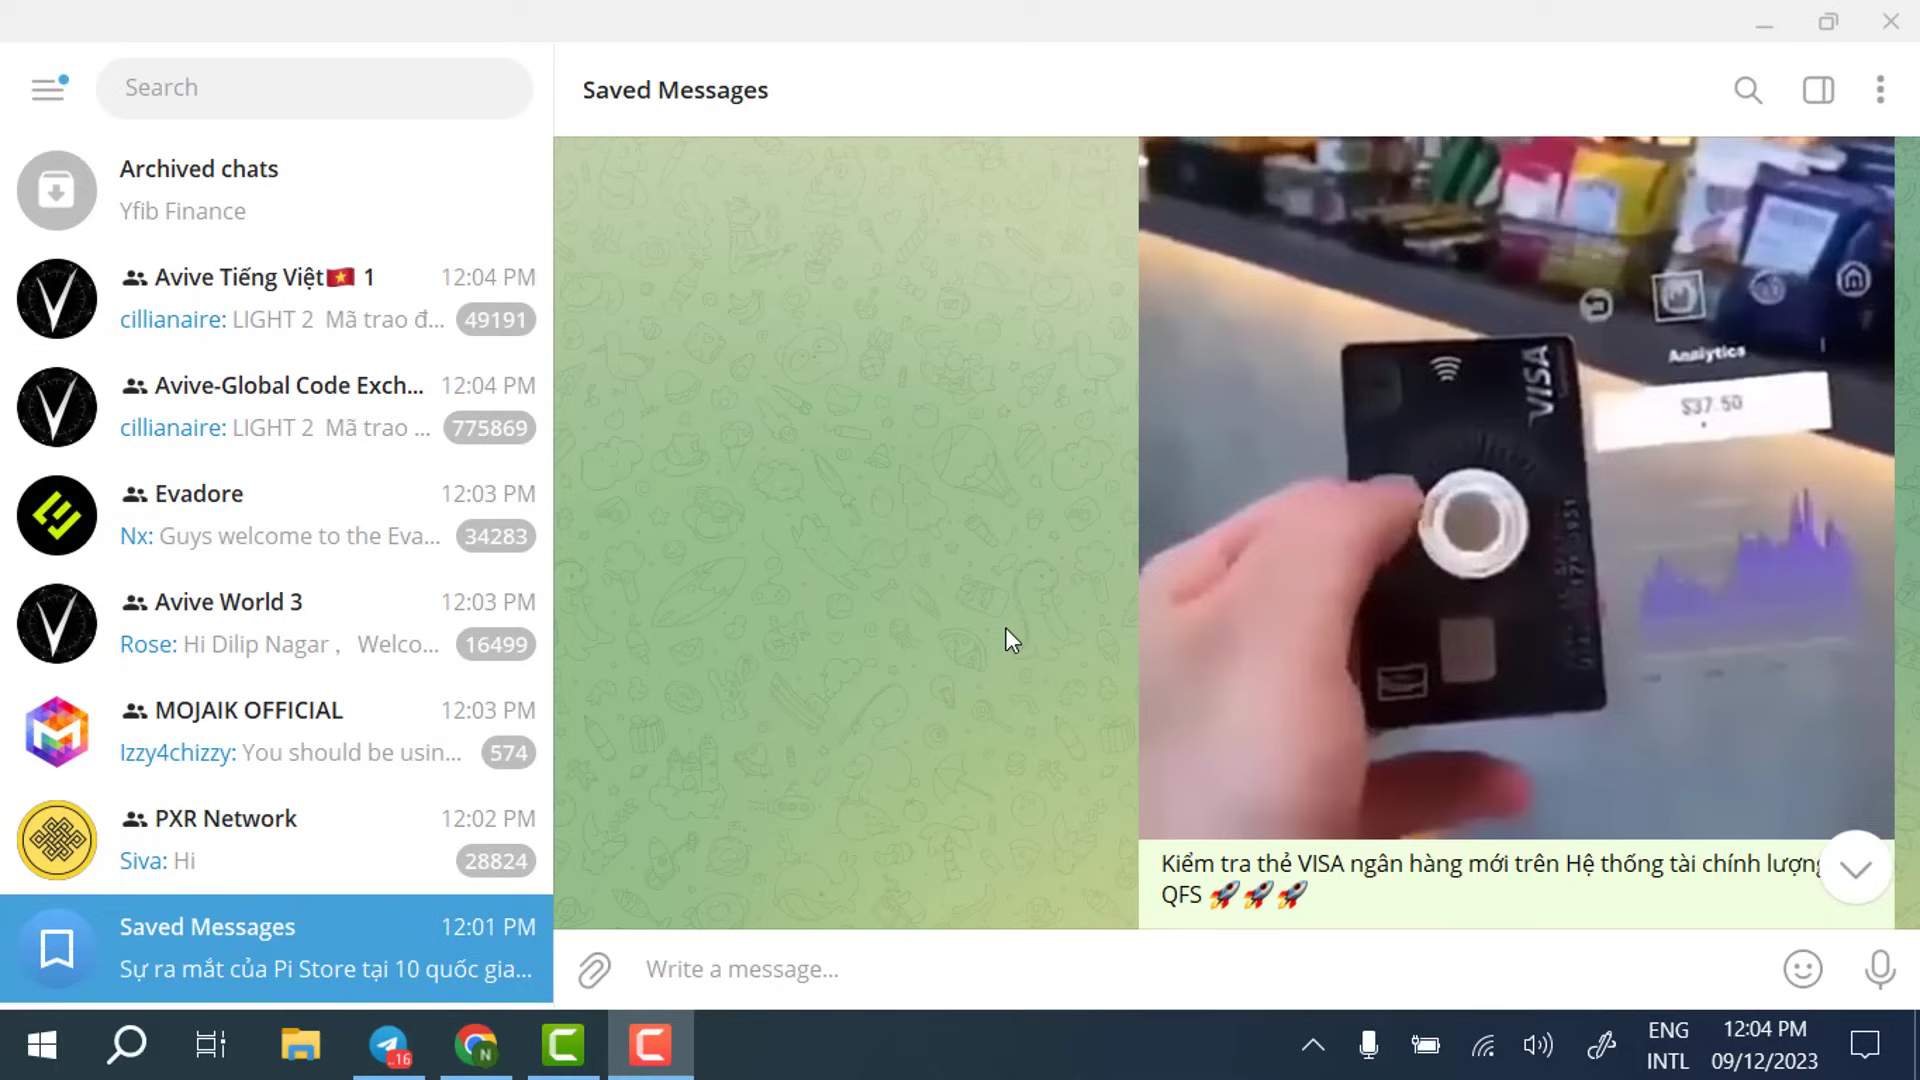 Search
Saved Messages
Archived chats
Yfib Finance
Avive Tiếng Việt🇻🇳 1
12:04 PM
cillianaire: LIGHT 2 Mã trao đ...
49191
Avive-Global Code Exch...
12:04 PM
cillianaire: LIGHT 2 Mã trao ...
775869
Evadore
12:03 PM
Nx: Guys welcome to the Eva...
34283
Avive World 3
12:03 PM
Rose: Hi Dilip Nagar , Welco...
16499
MOJAIK OFFICIAL
12:03 PM
Izzy4chizzy: You should be usin...
574
PXR Network
12:02 PM
Siva: Hi
28824
Saved Messages
12:01 PM
Sự ra mắt của Pi Store tại 10 quốc gia...
VISA
Analytics
$37.50
Kiểm tra thẻ VISA ngân hàng mới trên Hệ thống tài chính lượng
QFS 🚀🚀🚀
Write a message...
..16
N
ENG
INTL
12:04 PM
09/12/2023